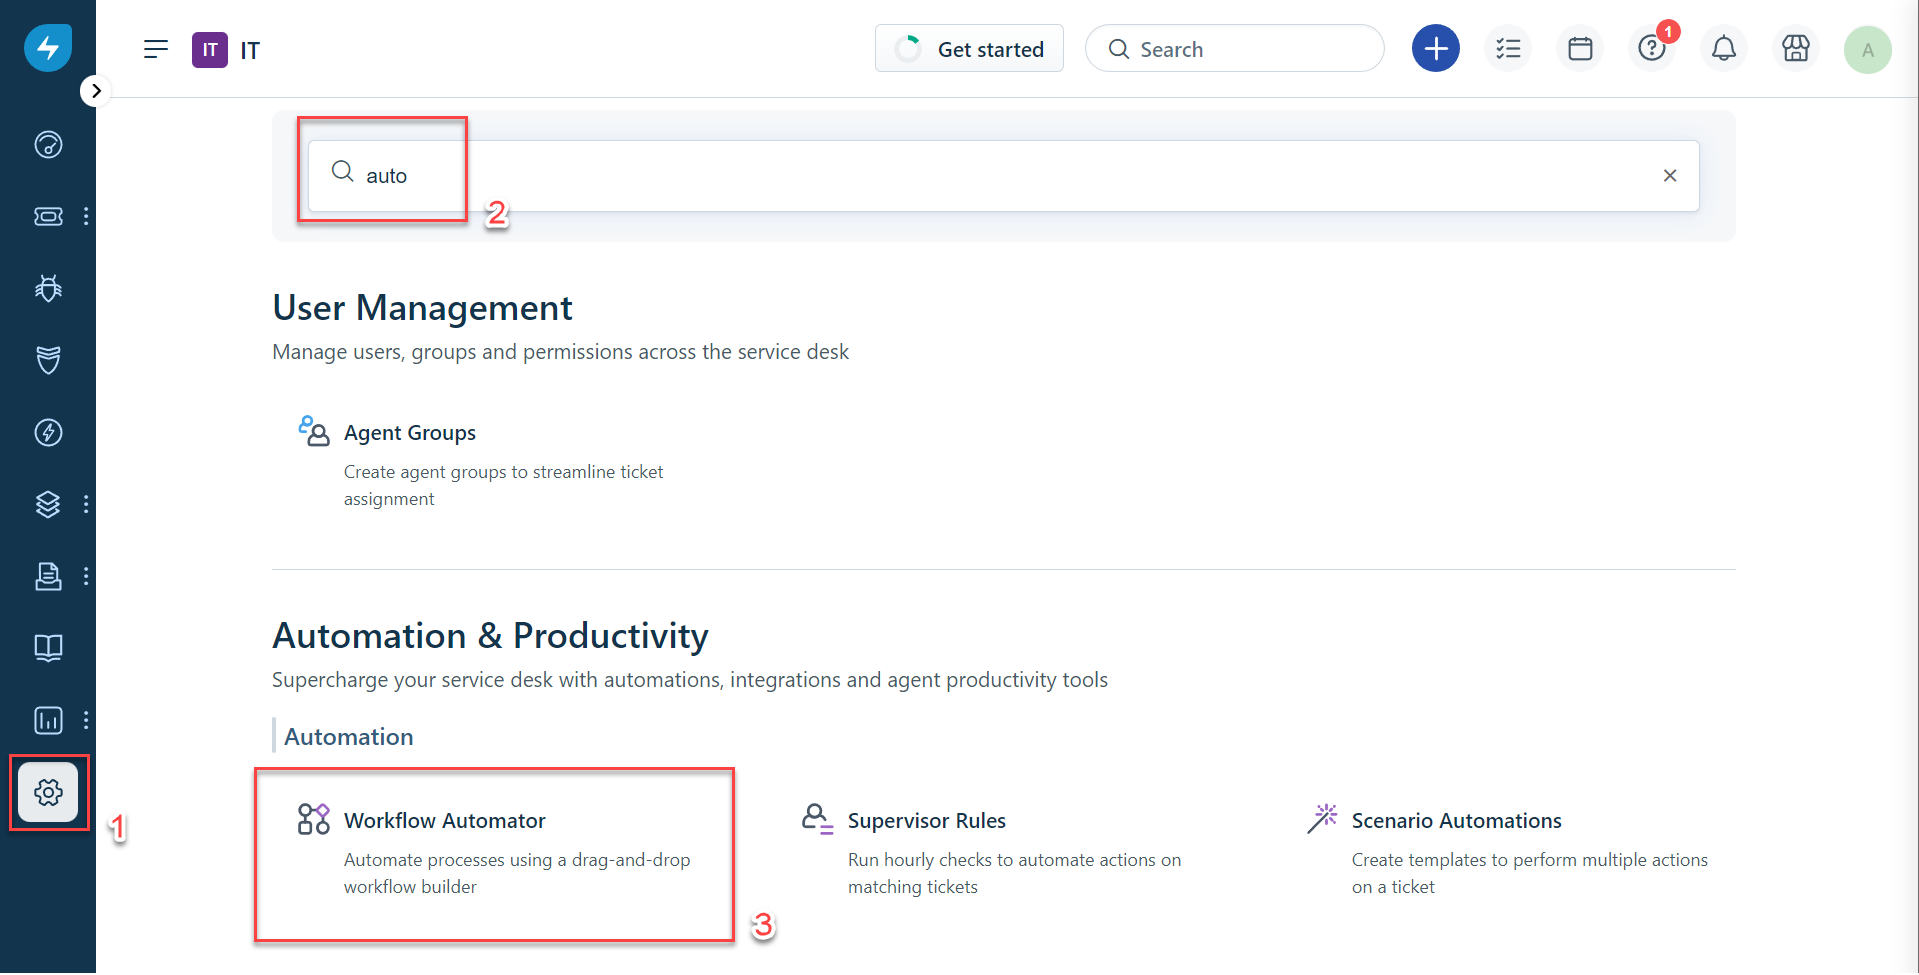 IT IT
Get started
Search
1
A
auto
2
User Management
Manage users, groups and permissions across the service desk
Agent Groups
Create agent groups to streamline ticket
assignment
Automation & Productivity
Supercharge your service desk with automations, integrations and agent productivity tools
Automation
1
Workflow Automator
Automate processes using a drag-and-drop
workflow builder
3
Supervisor Rules
Run hourly checks to automate actions on
matching tickets
Scenario Automations
Create templates to perform multiple actions
on a ticket